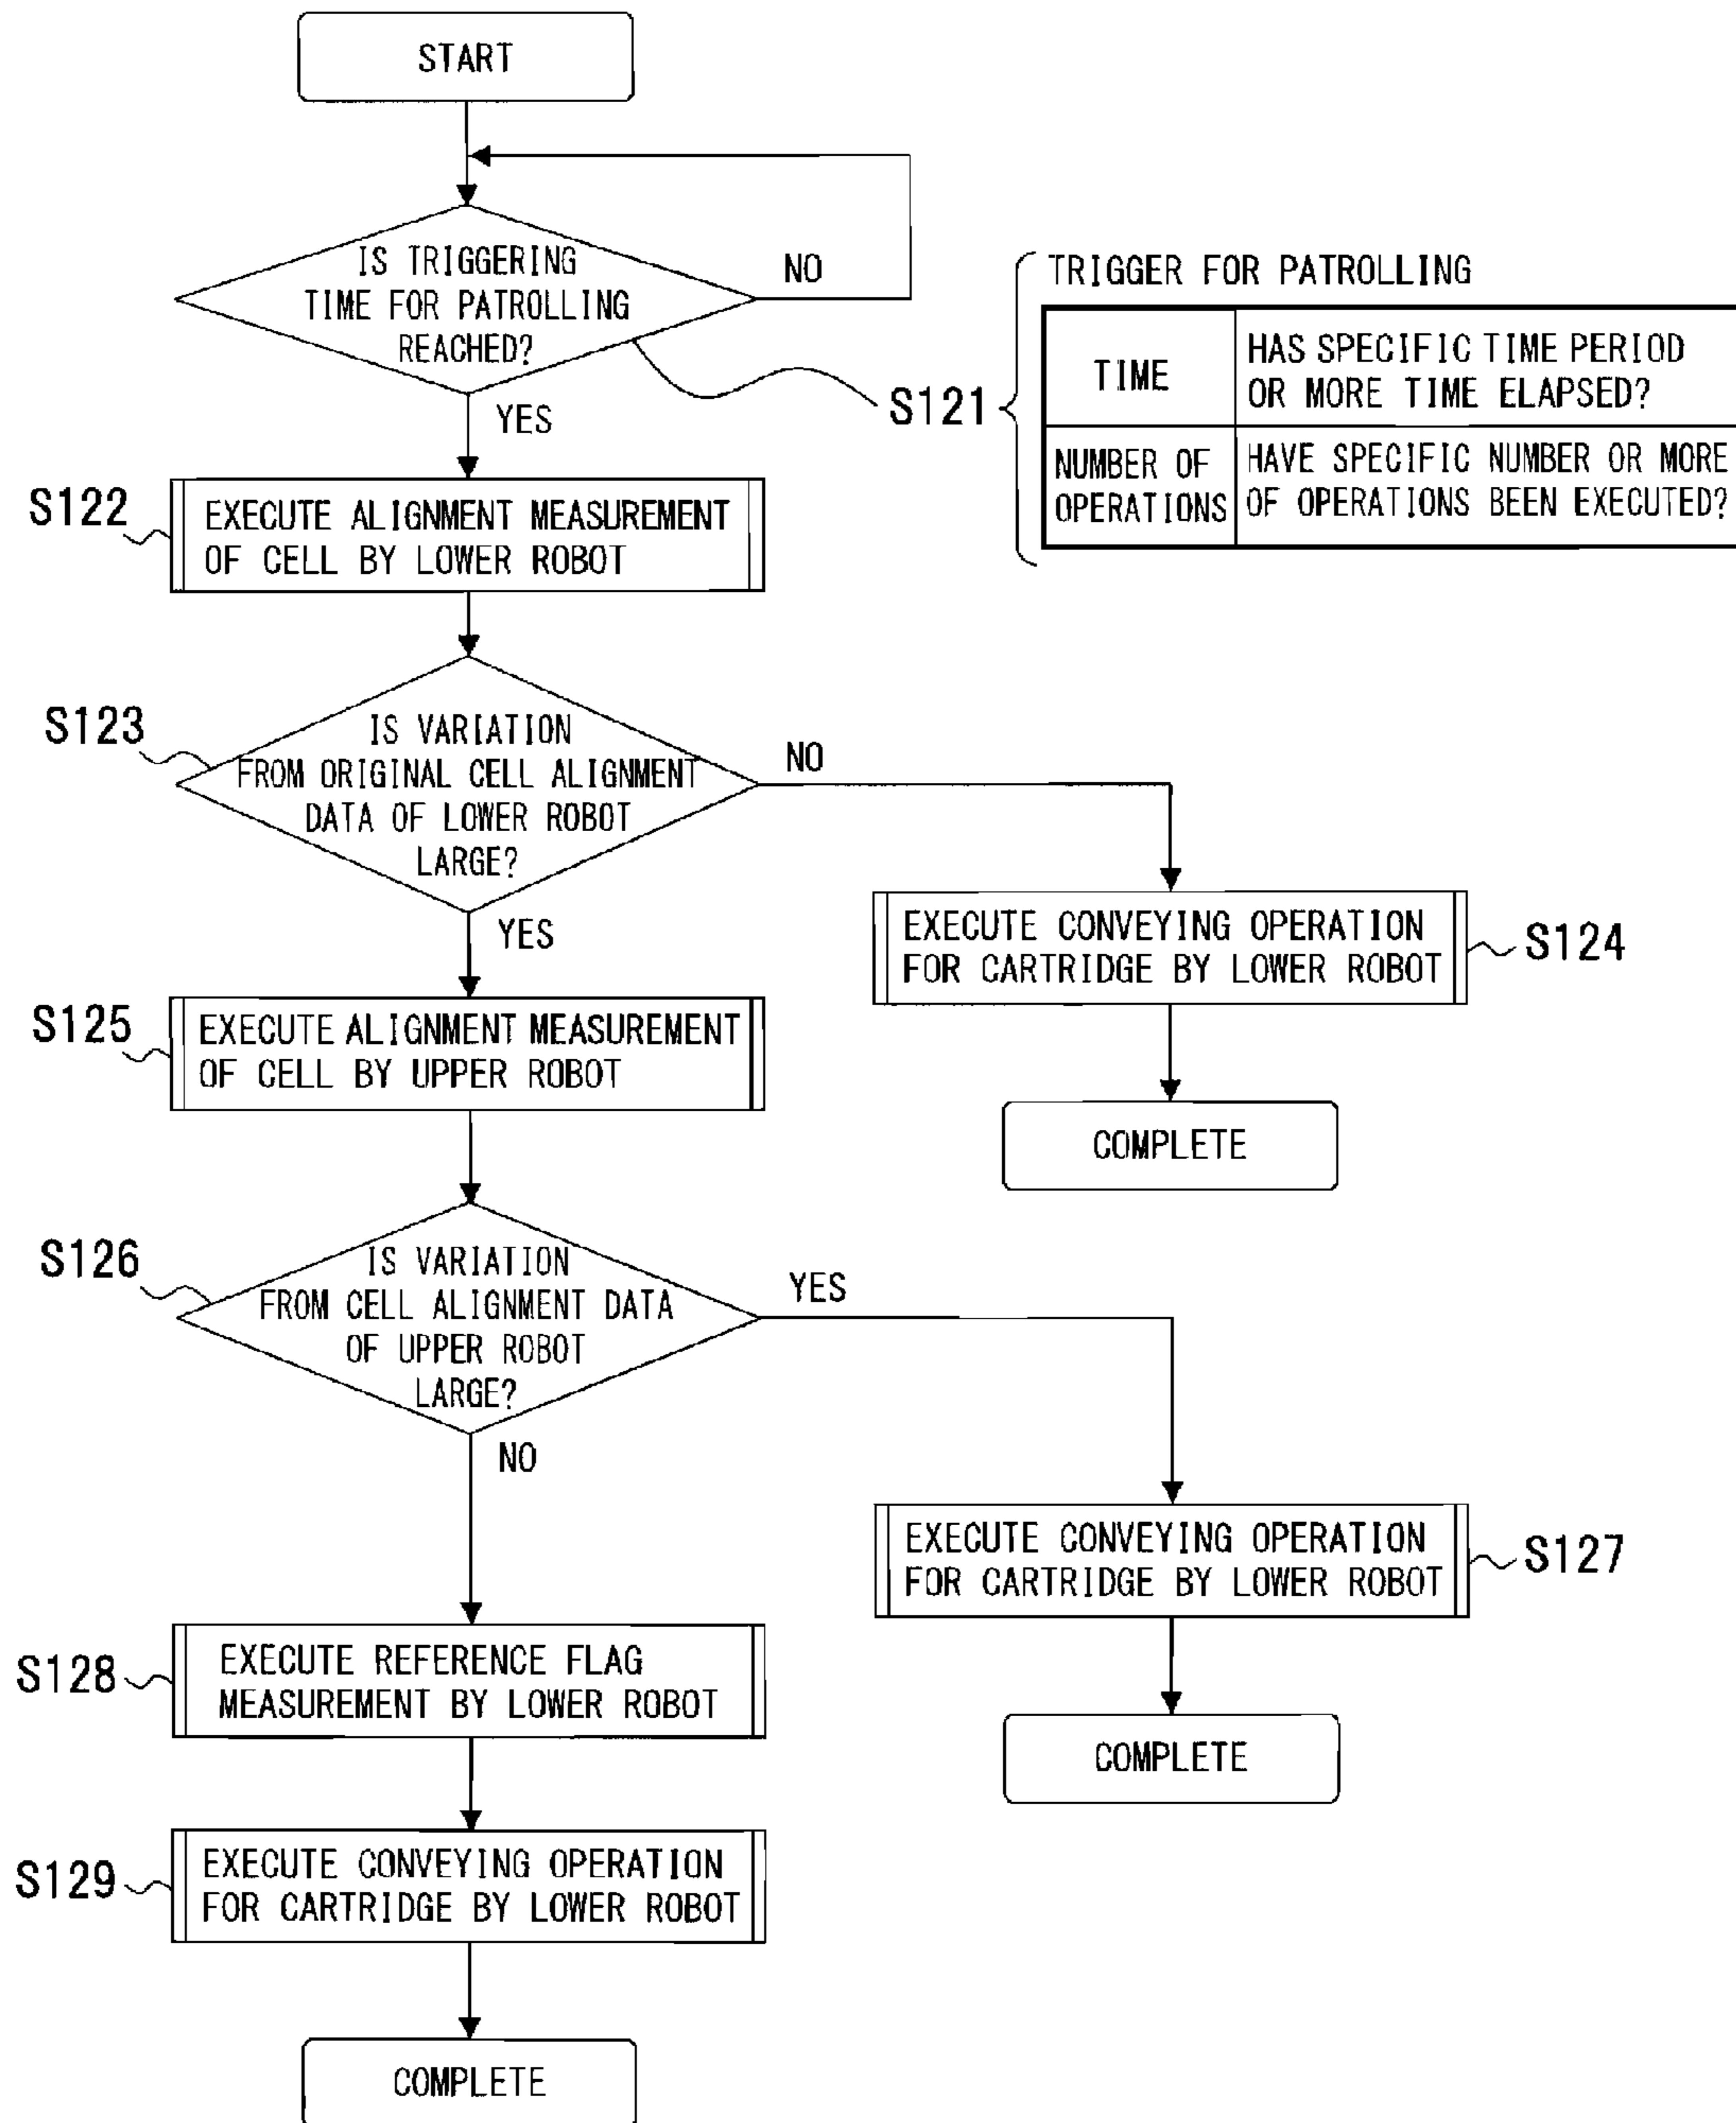 START
IS TRIGGERING
TIME FOR PATROLLING
REACHED?
NO
YES
S121
TRIGGER FOR PATROLLING
TIME
HAS SPECIFIC TIME PERIOD
OR MORE TIME ELAPSED?
NUMBER OF
OPERATIONS
HAVE SPECIFIC NUMBER OR MORE
OF OPERATIONS BEEN EXECUTED?
S122
EXECUTE ALIGNMENT MEASUREMENT
OF CELL BY LOWER ROBOT
S123
IS VARIATION
FROM ORIGINAL CELL ALIGNMENT
DATA OF LOWER ROBOT
LARGE?
NO
YES
EXECUTE CONVEYING OPERATION
FOR CARTRIDGE BY LOWER ROBOT
S124
COMPLETE
S125
EXECUTE ALIGNMENT MEASUREMENT
OF CELL BY UPPER ROBOT
S126
IS VARIATION
FROM CELL ALIGNMENT DATA
OF UPPER ROBOT
LARGE?
YES
NO
EXECUTE CONVEYING OPERATION
FOR CARTRIDGE BY LOWER ROBOT
S127
COMPLETE
S128
EXECUTE REFERENCE FLAG
MEASUREMENT BY LOWER ROBOT
S129
EXECUTE CONVEYING OPERATION
FOR CARTRIDGE BY LOWER ROBOT
COMPLETE